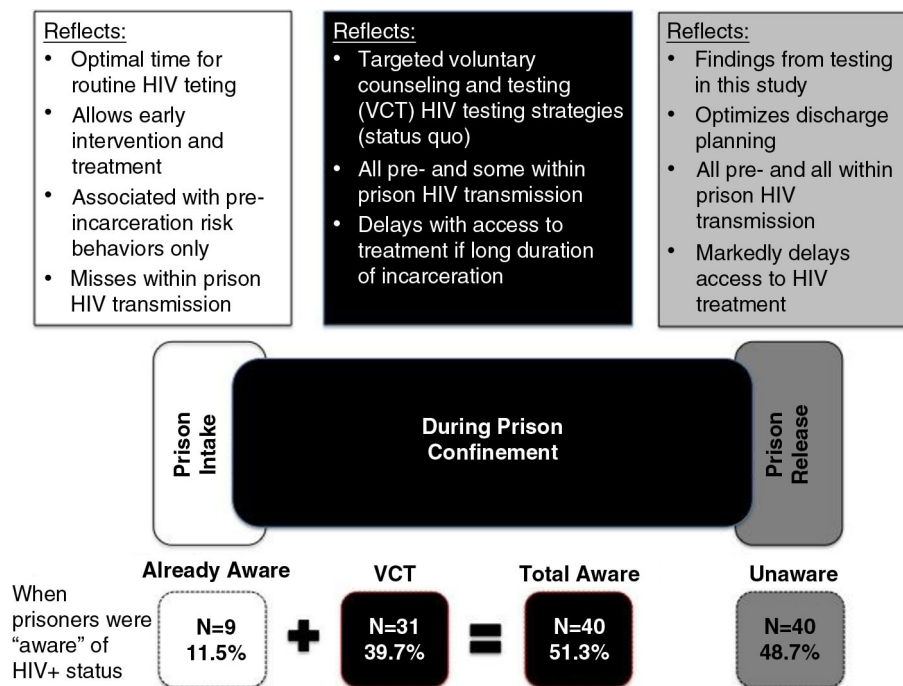 Reflects:
• Optimal time for
routine HIV teting
• Allows early
intervention and
treatment
• Associated with pre-
incarceration risk
behaviors only
• Misses within prison
HIV transmission
Reflects:
• Targeted voluntary
counseling and testing
(VCT) HIV testing strategies
(status quo)
• All pre- and some within
prison HIV transmission
• Delays with access to
treatment if long duration
of incarceration
Reflects:
• Findings from testing
in this study
• Optimizes discharge
planning
• All pre- and all within
prison HIV
transmission
• Markedly delays
access to HIV
treatment
Prison
Intake
During Prison
Confinement
Prison
Release
When
prisoners were
“aware” of
HIV+ status
Already Aware
N=9
11.5%
+
VCT
N=31
39.7%
=
Total Aware
N=40
51.3%
Unaware
N=40
48.7%